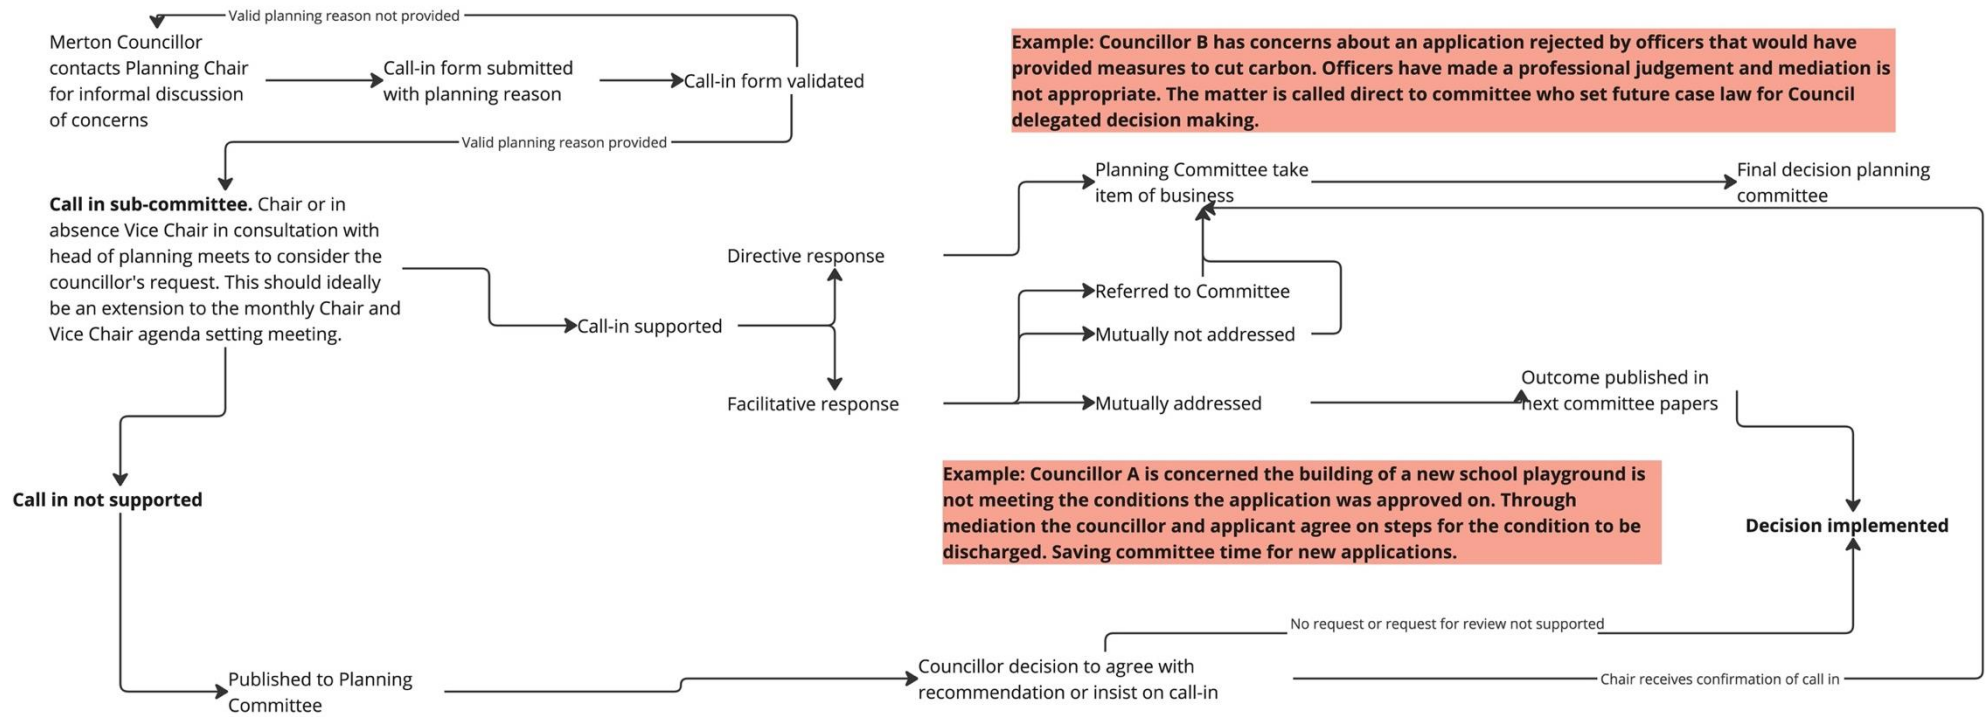 Valid planning reason not provided
Merton Councillor
contacts Planning Chair
for informal discussion
of concerns
Call-in form submitted
with planning reason
Call-in form validated
Valid planning reason provided
Example: Councillor B has concerns about an application rejected by officers that would have
provided measures to cut carbon. Officers have made a professional judgement and mediation is
not appropriate. The matter is called direct to committee who set future case law for Council
delegated decision making.
Call in sub-committee. Chair or in
absence Vice Chair in consultation with
head of planning meets to consider the
councillor's request. This should ideally
be an extension to the monthly Chair and
Vice Chair agenda setting meeting.
Call-in supported
Directive response
Facilitative response
Planning Committee take
item of business
Final decision planning
committee
Referred to Committee
Mutually not addressed
Mutually addressed
Outcome published in
next committee papers
Call in not supported
Example: Councillor A is concerned the building of a new school playground is
not meeting the conditions the application was approved on. Through
mediation the councillor and applicant agree on steps for the condition to be
discharged. Saving committee time for new applications.
Decision implemented
No request or request for review not supported
Published to Planning
Committee
Councillor decision to agree with
recommendation or insist on call-in
Chair receives confirmation of call in